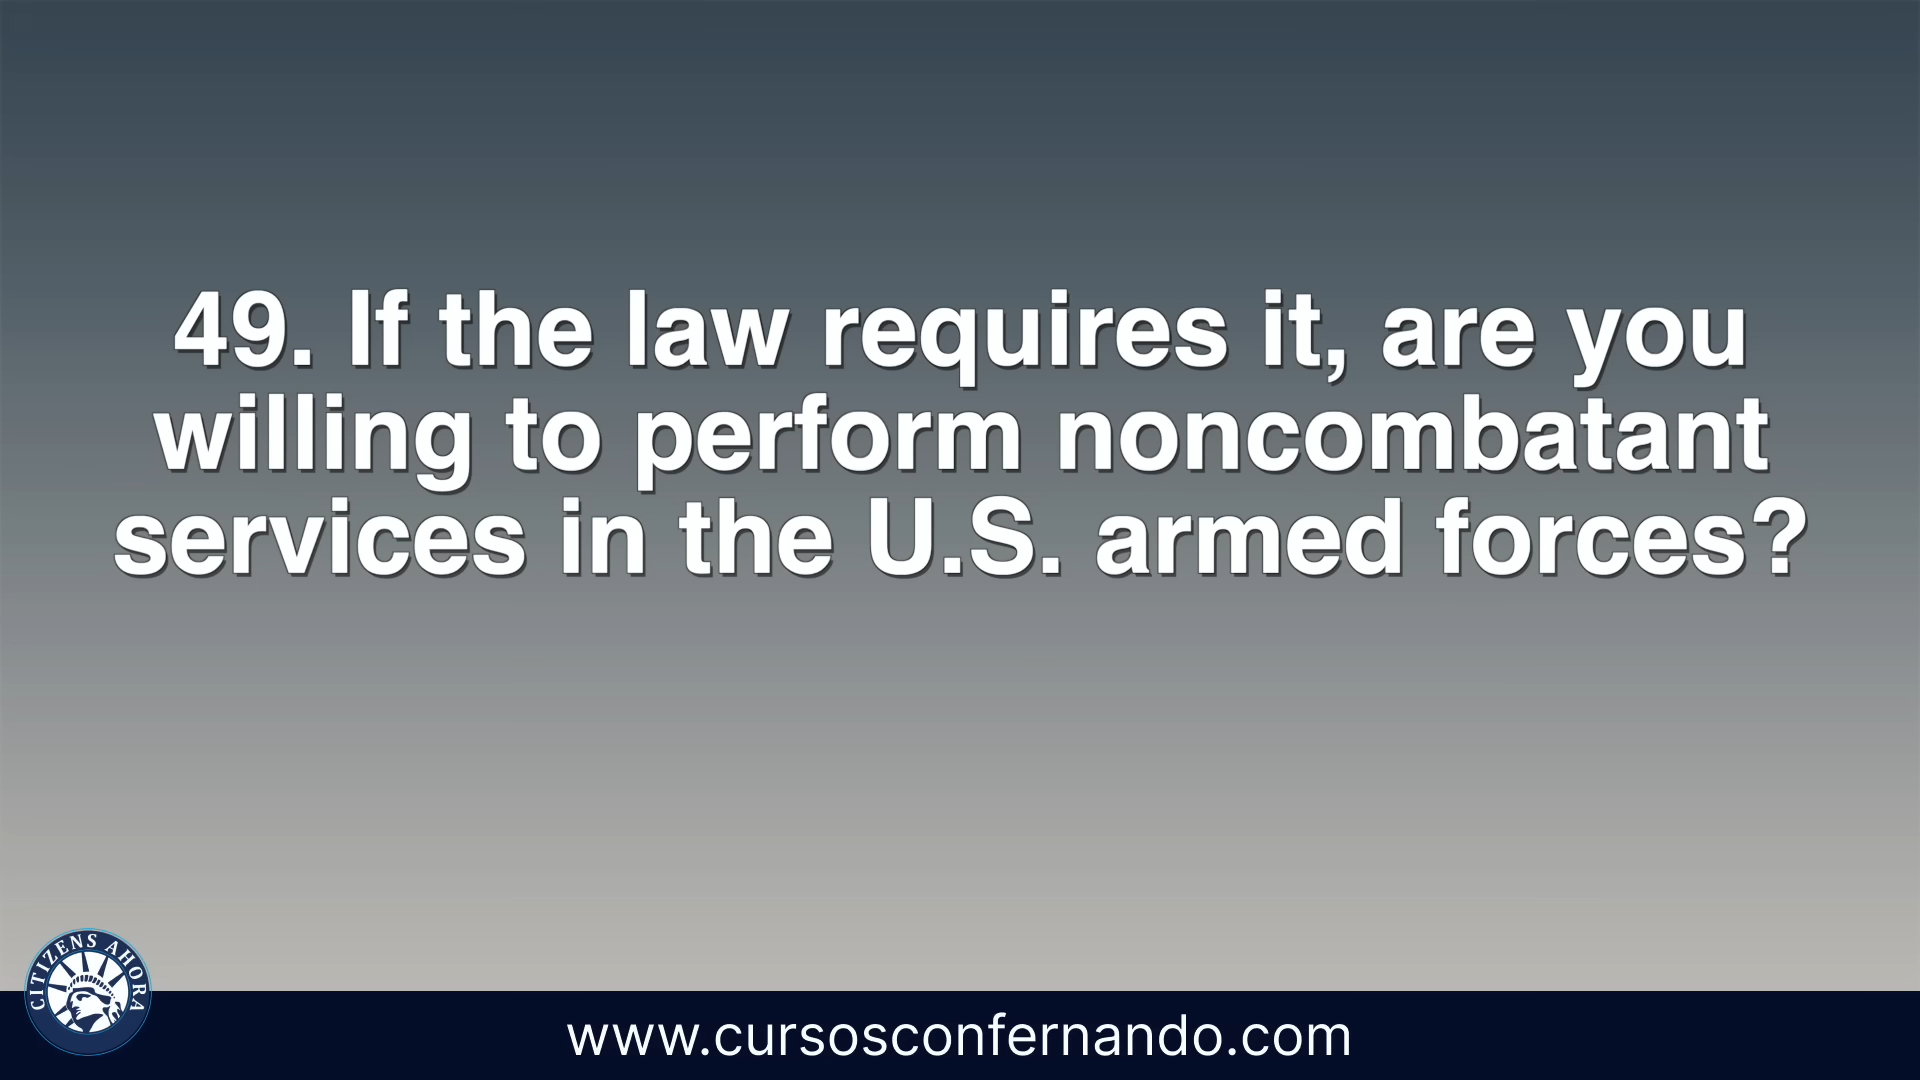 49. If the law requires it, are you
willing to perform noncombatant
services in the U.S. armed forces?
CITIZENS AHORA
www.cursosconfernando.com